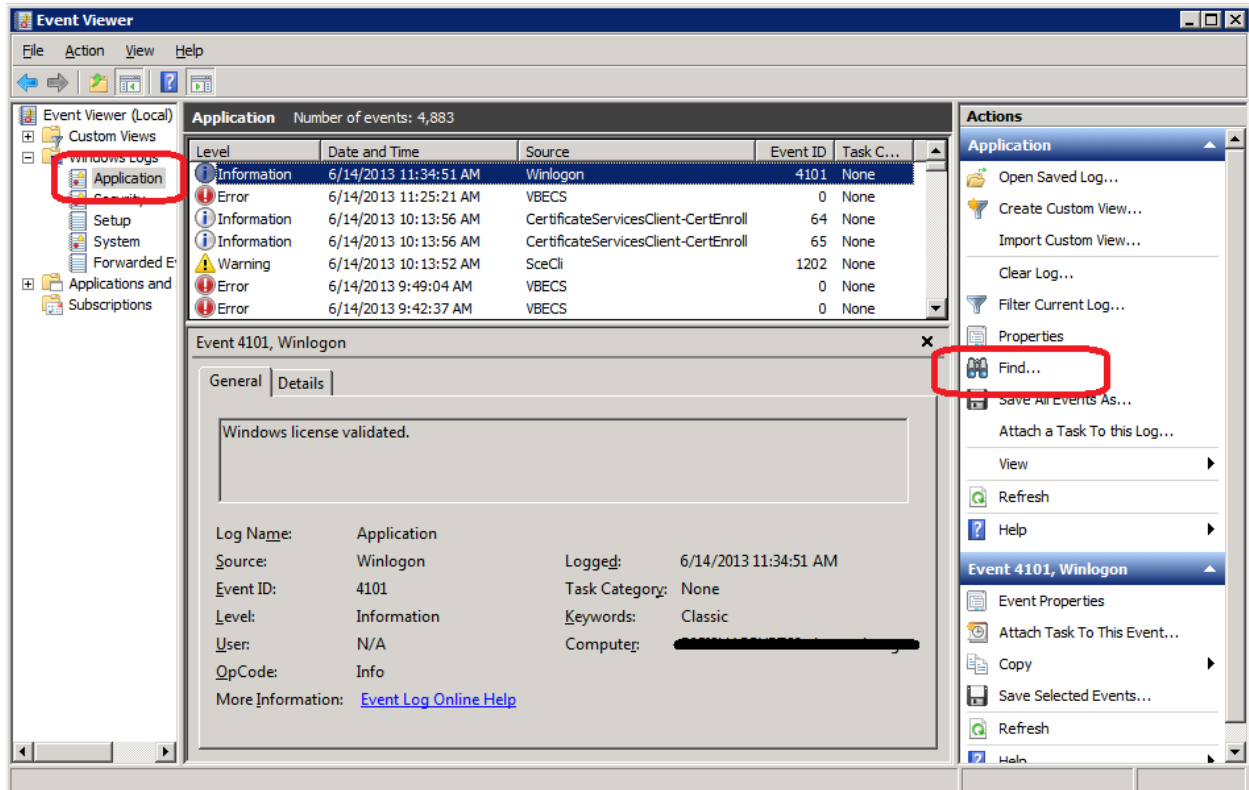 Event Viewer
File Action View Help
Event Viewer (Local)
Custom Views
Windows Logs
Application
Security
Setup
System
Forwarded E
Applications and
Subscriptions
Application Number of events: 4,883
Level Date and Time Source Event ID Task C...
Information 6/14/2013 11:34:51 AM Winlogon 4101 None
Error 6/14/2013 11:25:21 AM VBECS 0 None
Information 6/14/2013 10:13:56 AM CertificateServicesClient-CertEnroll 64 None
Information 6/14/2013 10:13:56 AM CertificateServicesClient-CertEnroll 65 None
Warning 6/14/2013 10:13:52 AM SceCli 1202 None
Error 6/14/2013 9:49:04 AM VBECS 0 None
Error 6/14/2013 9:42:37 AM VBECS 0 None
Event 4101, Winlogon
General Details
Windows license validated.
Log Name: Application
Source: Winlogon Logged: 6/14/2013 11:34:51 AM
Event ID: 4101 Task Category: None
Level: Information Keywords: Classic
User: N/A Computer:
OpCode: Info
More Information: Event Log Online Help
Actions
Application
Open Saved Log...
Create Custom View...
Import Custom View...
Clear Log...
Filter Current Log...
Properties
Find...
Save All Events As...
Attach a Task To this Log...
View
Refresh
Help
Event 4101, Winlogon
Event Properties
Attach Task To This Event...
Copy
Save Selected Events...
Refresh
Help